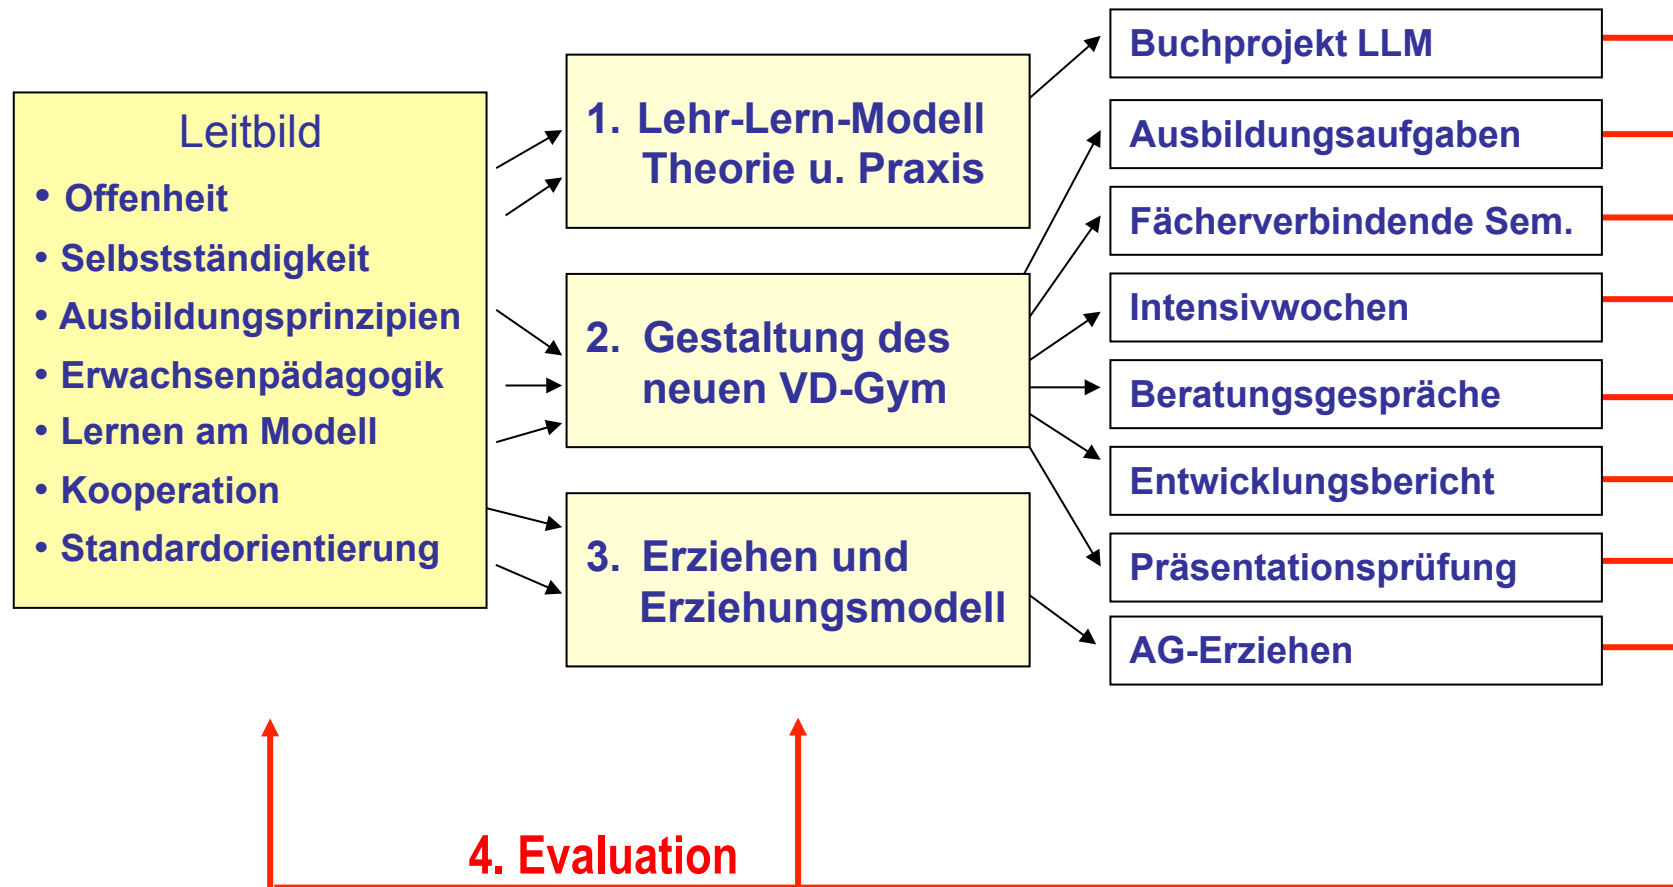 Leitbild
• Offenheit
• Selbstständigkeit
• Ausbildungsprinzipien
• Erwachsenpädagogik
• Lernen am Modell
• Kooperation
• Standardorientierung
1. Lehr-Lern-Modell
Theorie u. Praxis
2. Gestaltung des
neuen VD-Gym
3. Erziehen und
Erziehungsmodell
Buchprojekt LLM
Ausbildungsaufgaben
Fächerverbindende Sem.
Intensivwochen
Beratungsgespräche
Entwicklungsbericht
Präsentationsprüfung
AG-Erziehen
4. Evaluation